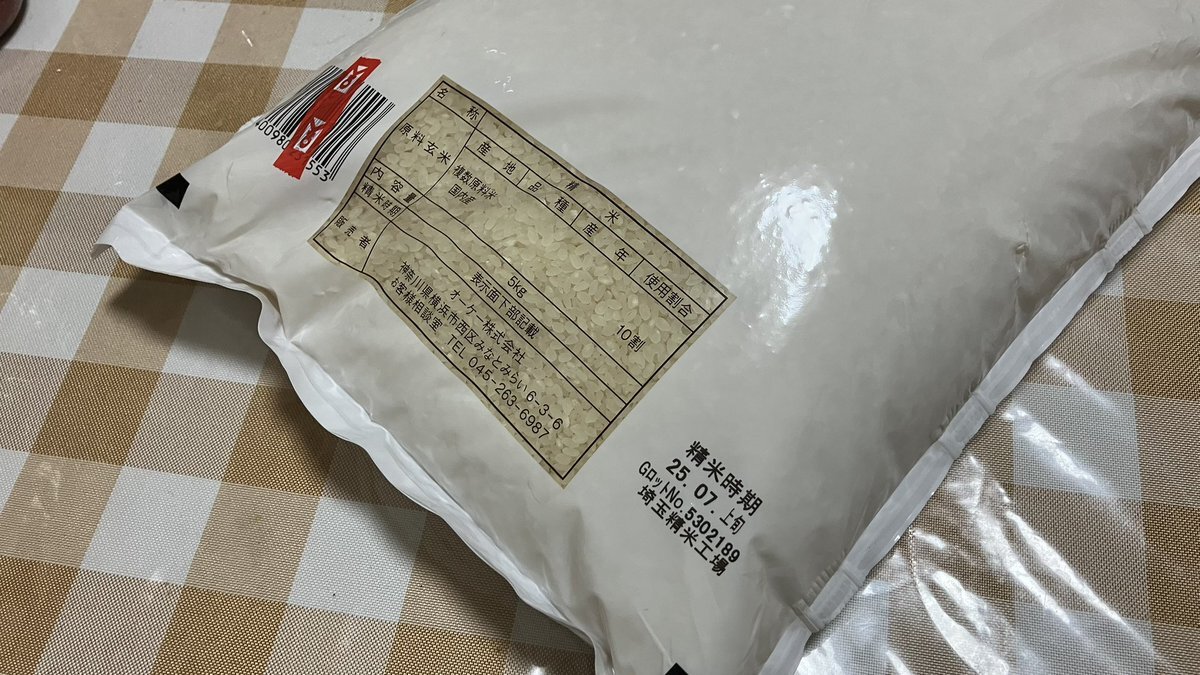 名称 精米
原料玄米 産地 品種 産年 使用割合
複数原料米
国内産 10割
内容量 5kg
精米時期 表示面下部記載
販売者 オーケー株式会社
神奈川県横浜市西区みなとみらい6-3-6
お客様相談室 TEL 045-263-6987
精米時期
25.07.上旬
GロットNo.5302189
埼玉精米工場